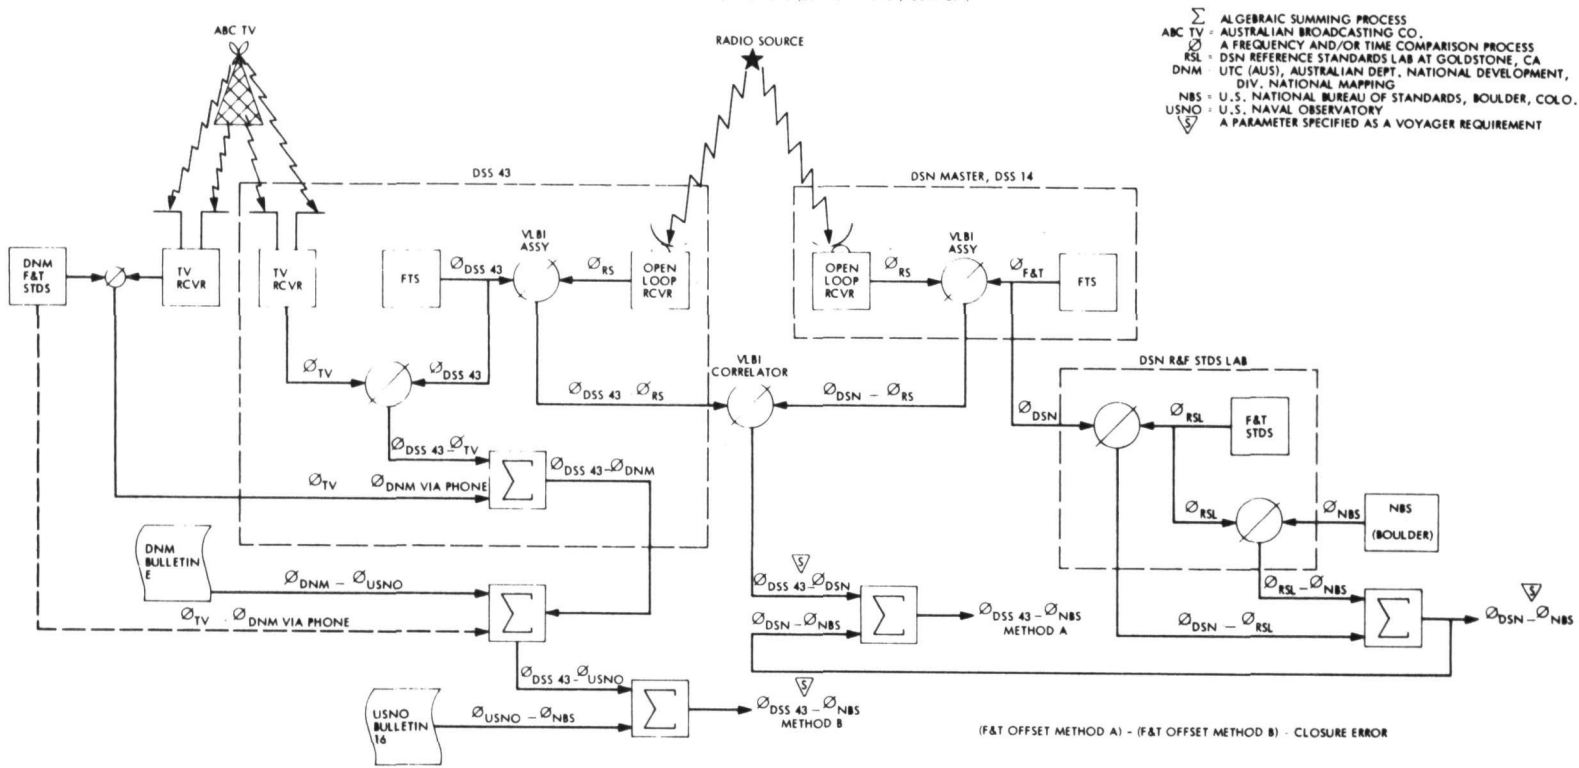 Σ ALGEBRAIC SUMMING PROCESS
ABC TV = AUSTRALIAN BROADCASTING CO.
Ø A FREQUENCY AND/OR TIME COMPARISON PROCESS
RSL = DSN REFERENCE STANDARDS LAB AT GOLDSTONE, CA
DNM - UTC (AUS), AUSTRALIAN DEPT. NATIONAL DEVELOPMENT,
DIV. NATIONAL MAPPING
NBS = U.S. NATIONAL BUREAU OF STANDARDS, BOULDER, COLO.
USNO = U.S. NAVAL OBSERVATORY
S A PARAMETER SPECIFIED AS A VOYAGER REQUIREMENT
ABC TV
RADIO SOURCE
DSS 43
DSN MASTER, DSS 14
DNM
F&T
STDS
TV
RCVR
TV
RCVR
FTS
Ø DSS 43
VLBI
ASSY
Ø RS
OPEN
LOOP
RCVR
OPEN
LOOP
RCVR
Ø RS
VLBI
ASSY
Ø F&T
FTS
Ø TV
Ø DSS 43
VLBI
CORRELATOR
Ø DSS 43 - Ø RS
Ø DSN - Ø RS
DSN R&F STDS LAB
Ø DSN
Ø RSL
F&T
STDS
Ø DSS 43 - Ø TV
Σ
Ø DSS 43 - Ø DNM
Ø TV Ø DNM VIA PHONE
Ø RSL
Ø NBS
NBS
(BOULDER)
DNM
BULLETIN
E
Ø DNM - Ø USNO
Σ
Ø TV - Ø DNM VIA PHONE
S
Ø DSS 43 - Ø DSN
Ø DSN - Ø NBS
Σ
Ø DSS 43 - Ø NBS
METHOD A
Ø RSL - Ø NBS
Ø DSN - Ø RSL
Σ
S
Ø DSN - Ø NBS
Ø DSS 43 - Ø USNO
USNO
BULLETIN
16
Ø USNO - Ø NBS
Σ
S
Ø DSS 43 - Ø NBS
METHOD B
(F&T OFFSET METHOD A) - (F&T OFFSET METHOD B) - CLOSURE ERROR